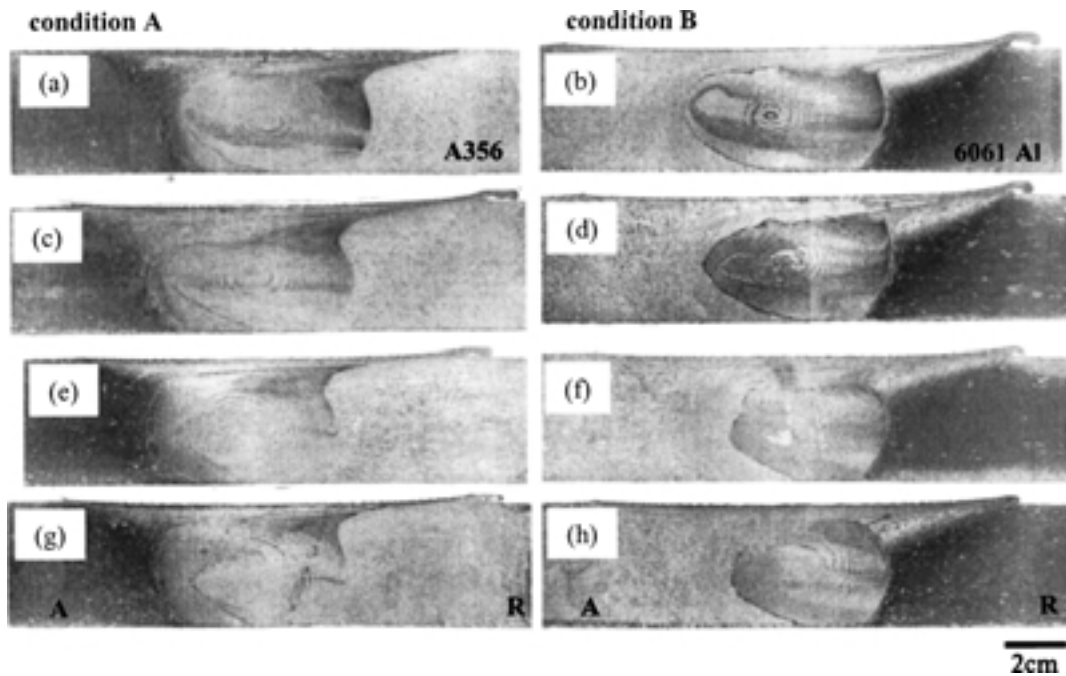 condition A
condition B
(a)
A356
(b)
6061 Al
(c)
(d)
(e)
(f)
(g)
A
R
(h)
A
R
2cm